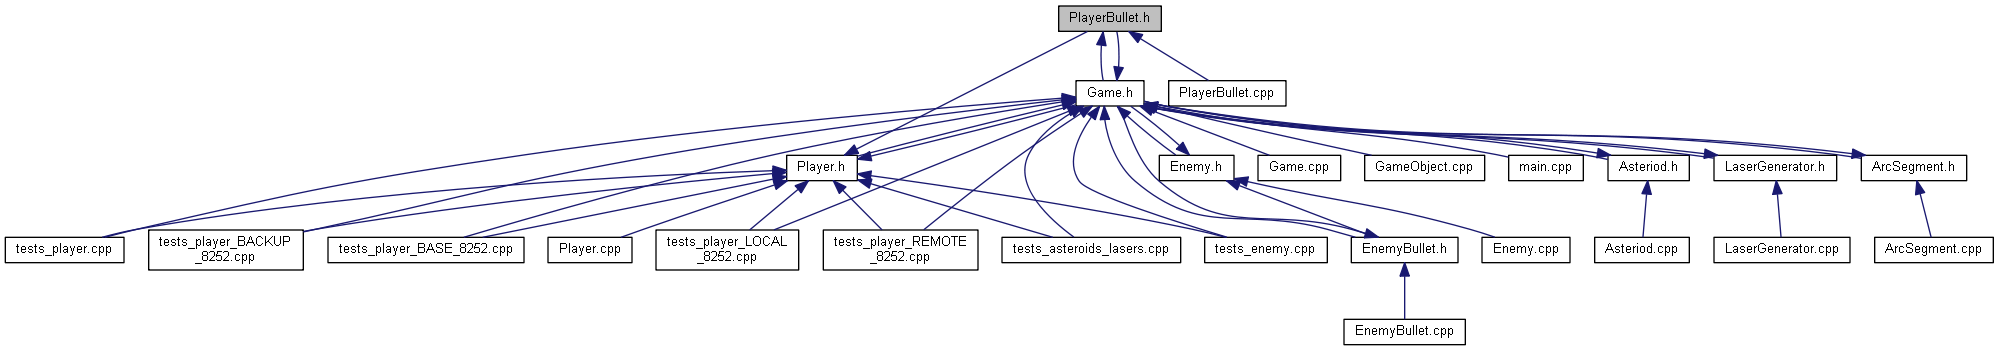 PlayerBullet.h
Game.h
PlayerBullet.cpp
Player.h
Enemy.h
Game.cpp
GameObject.cpp
main.cpp
Asteriod.h
LaserGenerator.h
ArcSegment.h
tests_player.cpp
tests_player_BACKUP
_8252.cpp
tests_player_BASE_8252.cpp
Player.cpp
tests_player_LOCAL
_8252.cpp
tests_player_REMOTE
_8252.cpp
tests_asteroids_lasers.cpp
tests_enemy.cpp
EnemyBullet.h
Enemy.cpp
Asteriod.cpp
LaserGenerator.cpp
ArcSegment.cpp
EnemyBullet.cpp